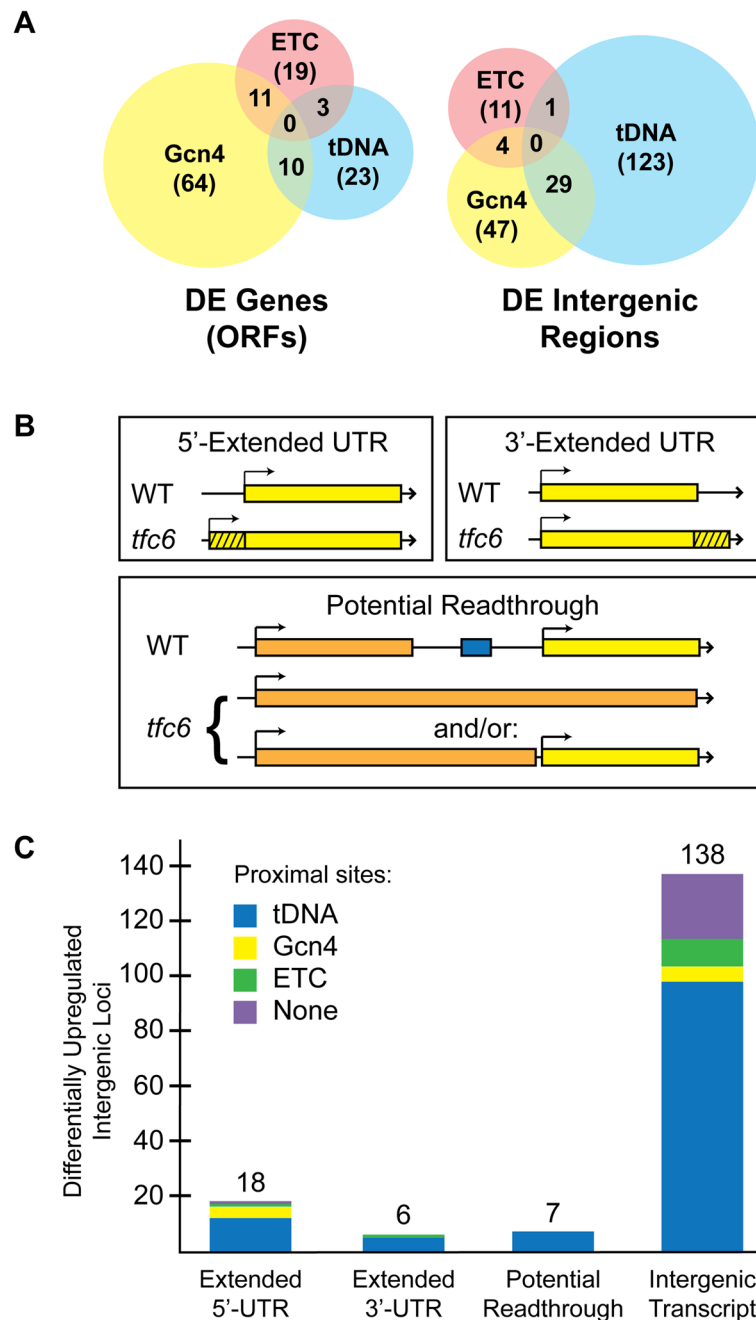 A
ETC
(19)
11
3
0
Gcn4
(64)
10
tDNA
(23)
DE Genes
(ORFs)
ETC
(11)
1
4
0
tDNA
(123)
29
Gcn4
(47)
DE Intergenic
Regions
B
5'-Extended UTR
WT
tfc6
3'-Extended UTR
WT
tfc6
Potential Readthrough
WT
tfc6 {
and/or:
C
Differentially Upregulated
Intergenic Loci
140
120
100
80
60
40
20
Proximal sites:
tDNA
Gcn4
ETC
None
18
6
7
138
Extended
5'-UTR
Extended
3'-UTR
Potential
Readthrough
Intergenic
Transcript